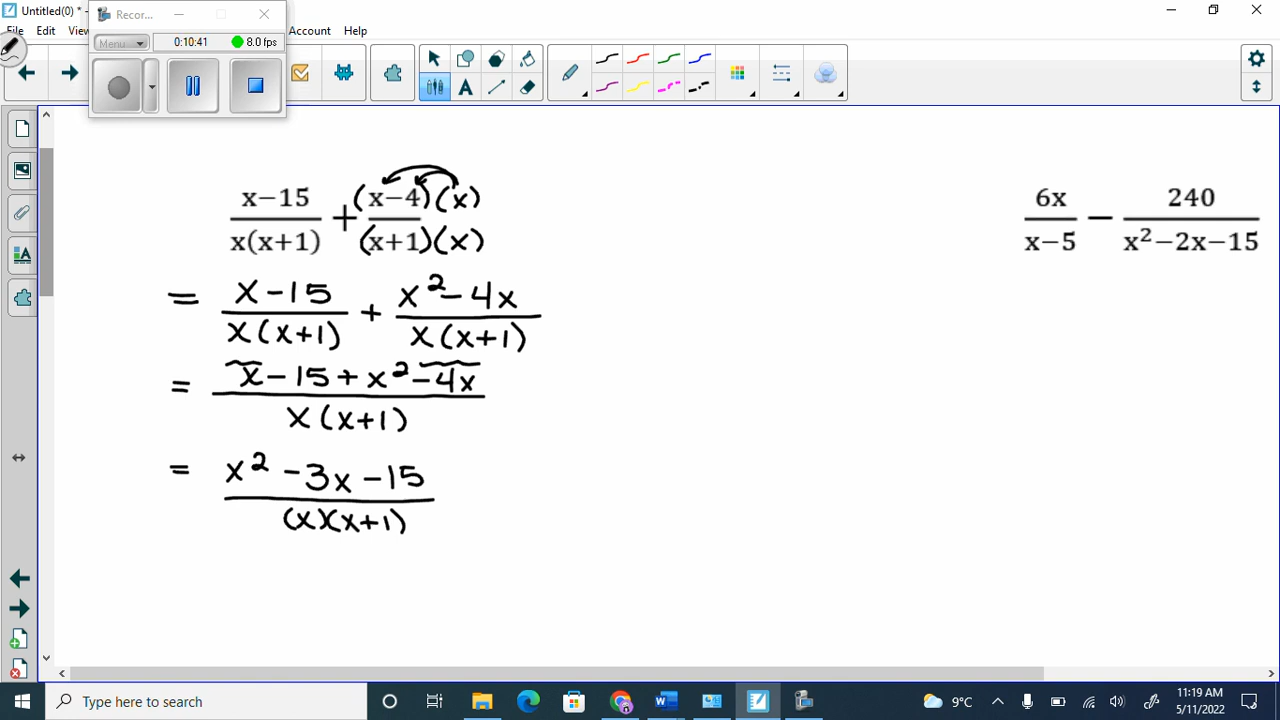 Untitled(0) *
Recor...
File Edit View Account Help
Menu
0:10:41
8.0 fps
x−15 / x(x+1) + (x−4)(x) / (x+1)(x)
6x / x−5 − 240 / x²−2x−15
= x-15 / x(x+1) + x²-4x / x(x+1)
= x-15+x²-4x / x(x+1)
= x²-3x-15 / (x)(x+1)
Type here to search
9°C
11:19 AM
5/11/2022